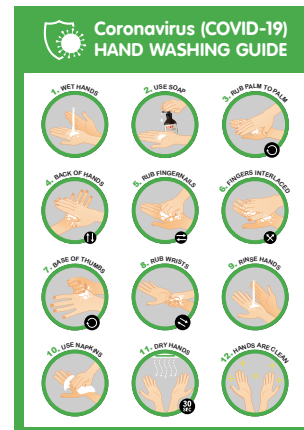 Coronavirus (COVID-19)
HAND WASHING GUIDE
1. WET HANDS
2. USE SOAP
3. RUB PALM TO PALM
4. BACK OF HANDS
5. RUB FINGERNAILS
6. FINGERS INTERLACED
7. BASE OF THUMBS
8. RUB WRISTS
9. RINSE HANDS
10. USE NAPKINS
11. DRY HANDS
30
SEC
12. HANDS ARE CLEAN